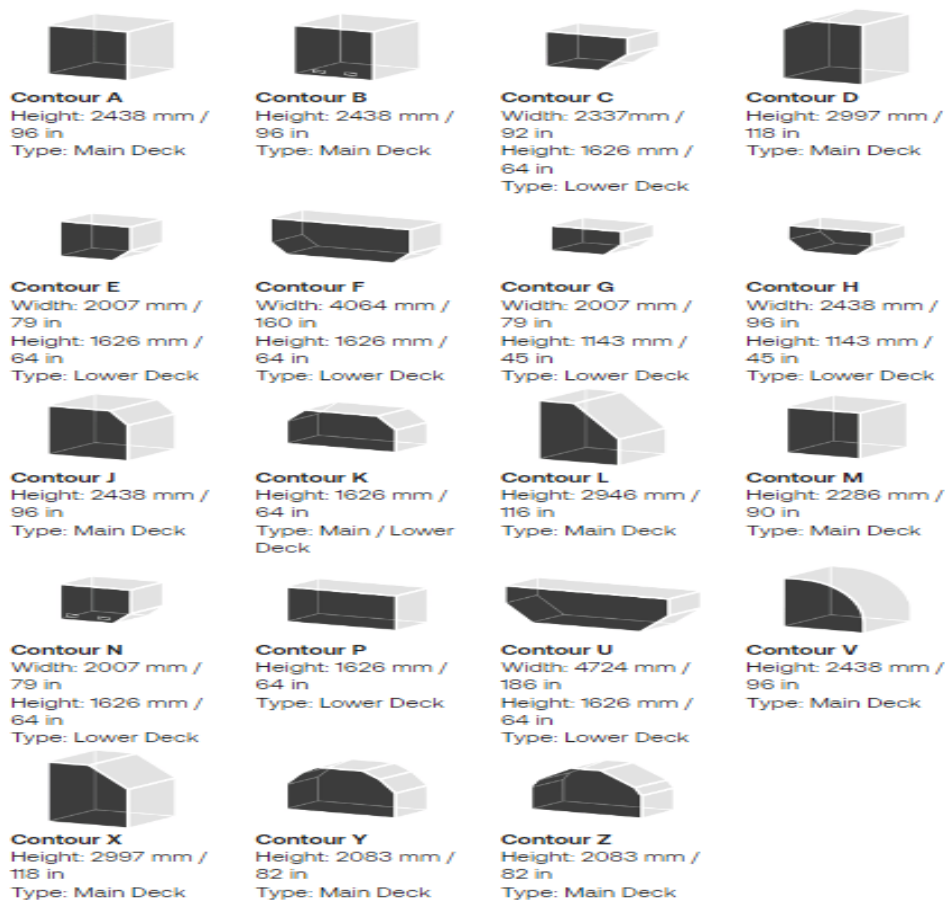 Contour A
Height: 2438 mm /
96 in
Type: Main Deck
Contour B
Height: 2438 mm /
96 in
Type: Main Deck
Contour C
Width: 2337mm /
92 in
Height: 1626 mm /
64 in
Type: Lower Deck
Contour D
Height: 2997 mm /
118 in
Type: Main Deck
Contour E
Width: 2007 mm /
79 in
Height: 1626 mm /
64 in
Type: Lower Deck
Contour F
Width: 4064 mm /
160 in
Height: 1626 mm /
64 in
Type: Lower Deck
Contour G
Width: 2007 mm /
79 in
Height: 1143 mm /
45 in
Type: Lower Deck
Contour H
Width: 2438 mm /
96 in
Height: 1143 mm /
45 in
Type: Lower Deck
Contour J
Height: 2438 mm /
96 in
Type: Main Deck
Contour K
Height: 1626 mm /
64 in
Type: Main / Lower
Deck
Contour L
Height: 2946 mm /
116 in
Type: Main Deck
Contour M
Height: 2286 mm /
90 in
Type: Main Deck
Contour N
Width: 2007 mm /
79 in
Height: 1626 mm /
64 in
Type: Lower Deck
Contour P
Height: 1626 mm /
64 in
Type: Lower Deck
Contour U
Width: 4724 mm /
186 in
Height: 1626 mm /
64 in
Type: Lower Deck
Contour V
Height: 2438 mm /
96 in
Type: Main Deck
Contour X
Height: 2997 mm /
118 in
Type: Main Deck
Contour Y
Height: 2083 mm /
82 in
Type: Main Deck
Contour Z
Height: 2083 mm /
82 in
Type: Main Deck